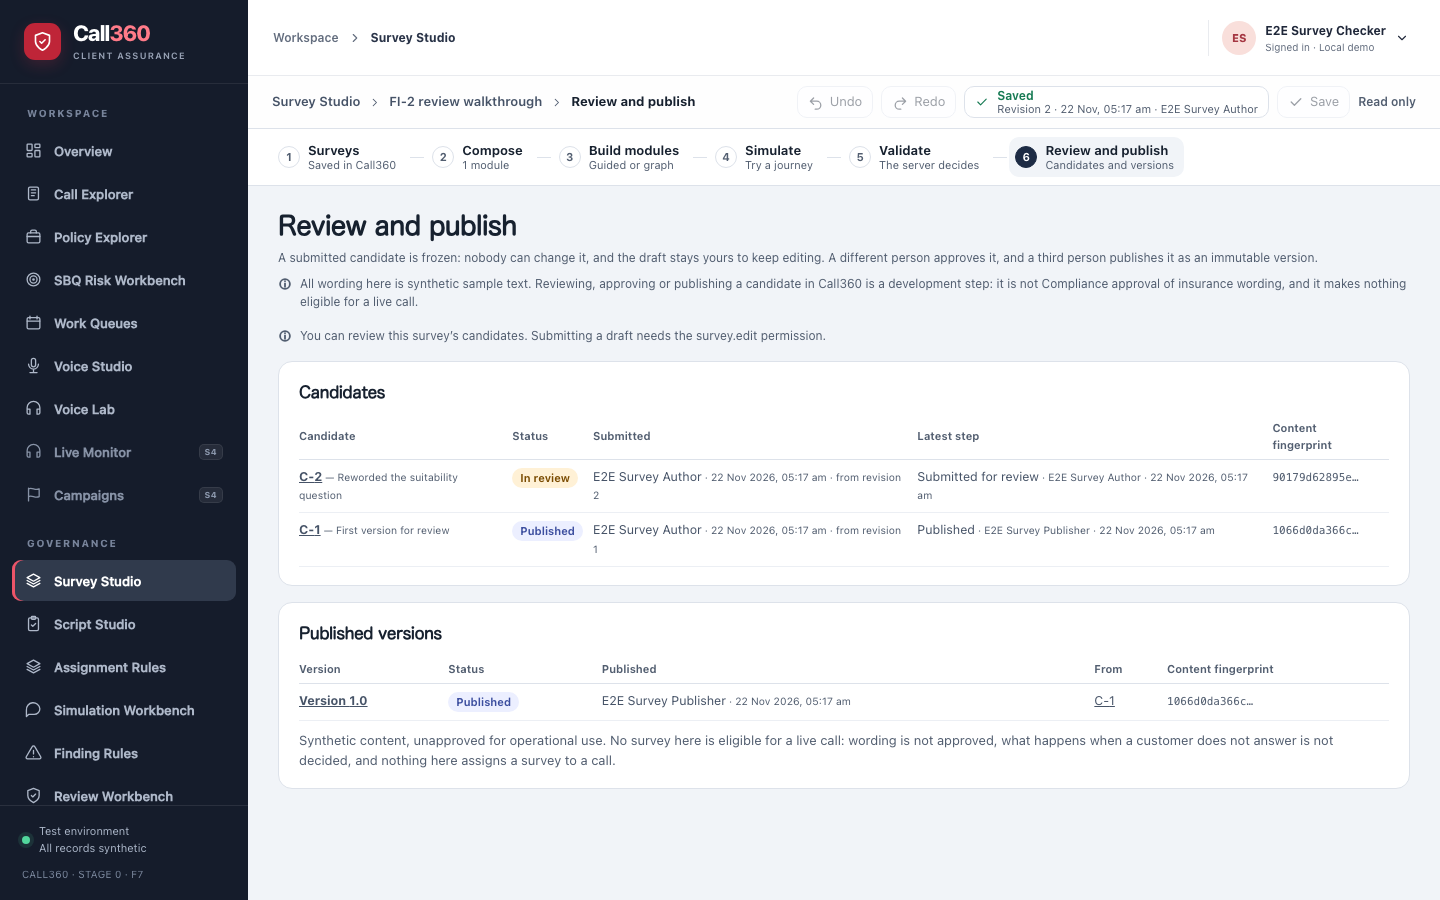 Call360
CLIENT ASSURANCE
WORKSPACE
Overview
Call Explorer
Policy Explorer
SBQ Risk Workbench
Work Queues
Voice Studio
Voice Lab
Live Monitor S4
Campaigns S4
GOVERNANCE
Survey Studio
Script Studio
Assignment Rules
Simulation Workbench
Finding Rules
Review Workbench
Test environment
All records synthetic
CALL360 · STAGE 0 · F7
Workspace > Survey Studio
ES
E2E Survey Checker
Signed in · Local demo
Survey Studio > FI-2 review walkthrough > Review and publish
Undo
Redo
Saved
Revision 2 · 22 Nov, 05:17 am · E2E Survey Author
Save
Read only
1 Surveys
Saved in Call360
2 Compose
1 module
3 Build modules
Guided or graph
4 Simulate
Try a journey
5 Validate
The server decides
6 Review and publish
Candidates and versions
Review and publish
A submitted candidate is frozen: nobody can change it, and the draft stays yours to keep editing. A different person approves it, and a third person publishes it as an immutable version.
All wording here is synthetic sample text. Reviewing, approving or publishing a candidate in Call360 is a development step: it is not Compliance approval of insurance wording, and it makes nothing
eligible for a live call.
You can review this survey's candidates. Submitting a draft needs the survey.edit permission.
Candidates
Candidate Status Submitted Latest step Content
fingerprint
C-2 — Reworded the suitability In review E2E Survey Author · 22 Nov 2026, 05:17 am · from revision Submitted for review · E2E Survey Author · 22 Nov 2026, 05:17 90179d62895e…
question 2 am
C-1 — First version for review Published E2E Survey Author · 22 Nov 2026, 05:17 am · from revision Published · E2E Survey Publisher · 22 Nov 2026, 05:17 am 1066d0da366c…
1
Published versions
Version Status Published From Content fingerprint
Version 1.0 Published E2E Survey Publisher · 22 Nov 2026, 05:17 am C-1 1066d0da366c…
Synthetic content, unapproved for operational use. No survey here is eligible for a live call: wording is not approved, what happens when a customer does not answer is not
decided, and nothing here assigns a survey to a call.